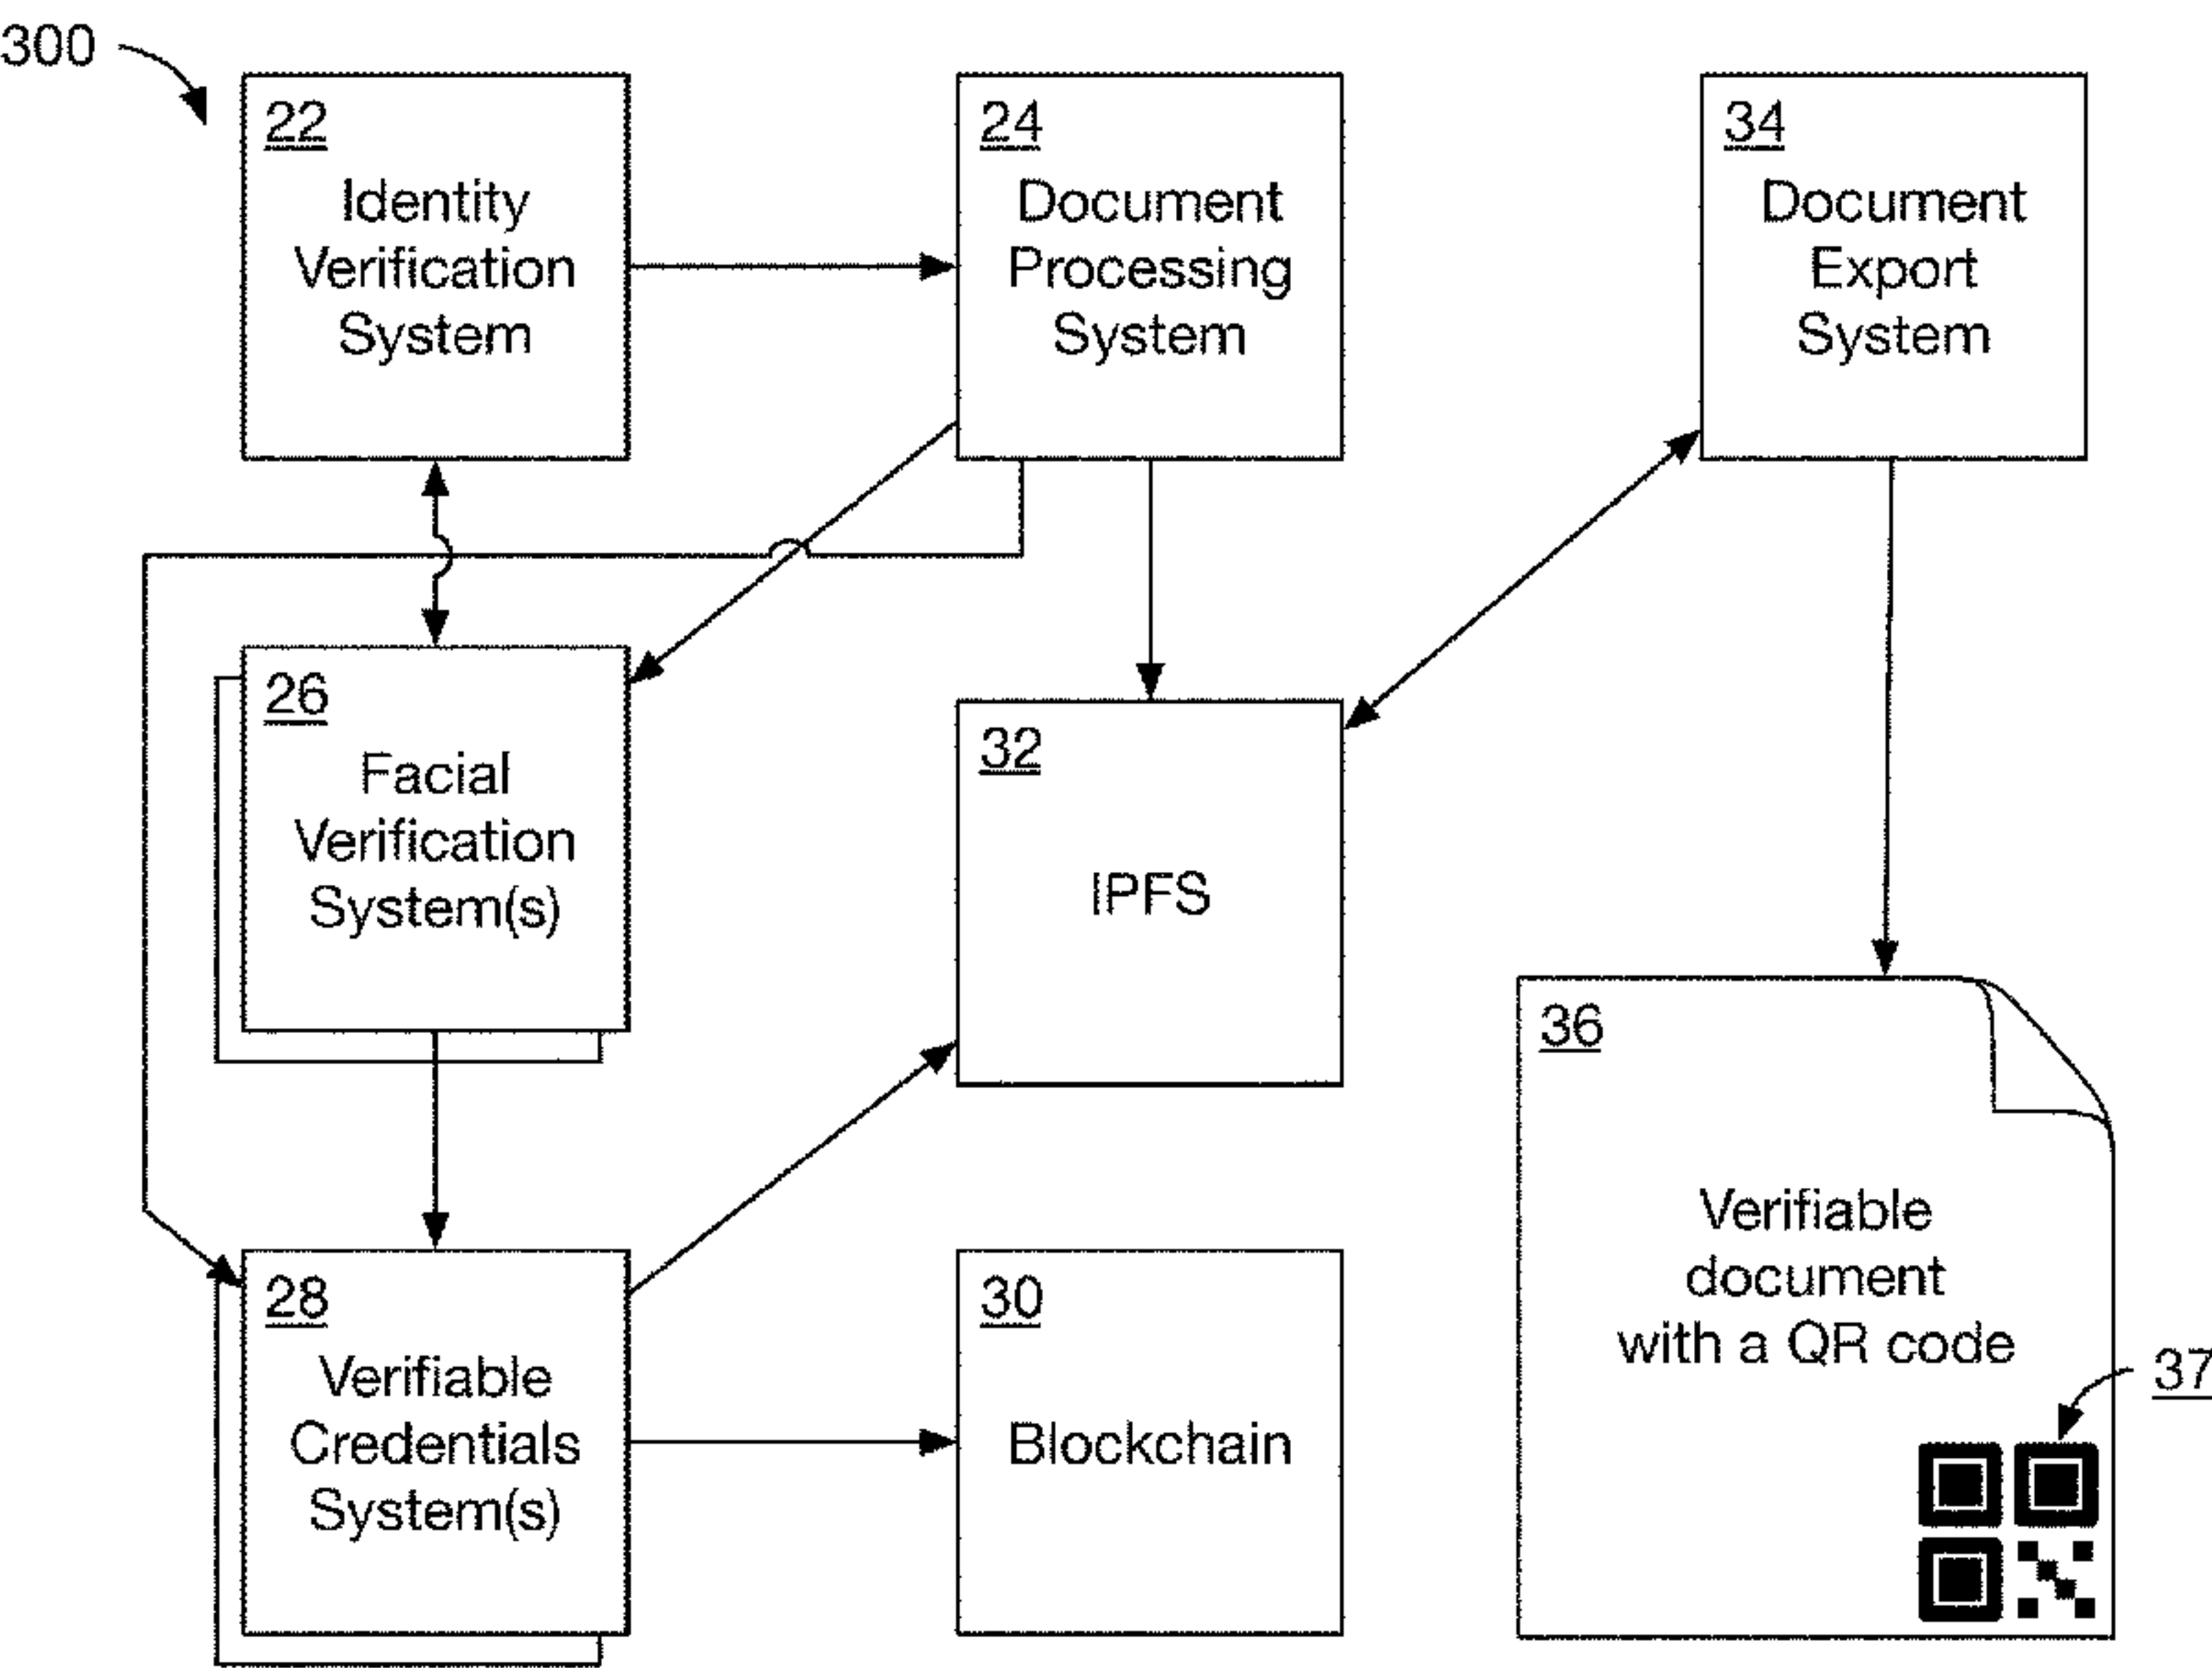 300
22
Identity
Verification
System
24
Document
Processing
System
34
Document
Export
System
26
Facial
Verification
System(s)
32
IPFS
36
Verifiable
document
with a QR code
37
28
Verifiable
Credentials
System(s)
30
Blockchain